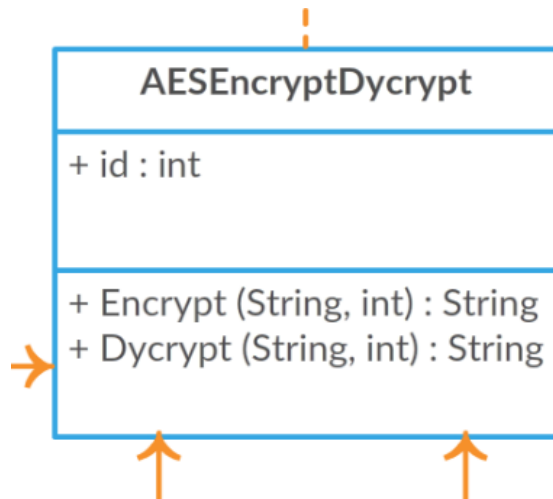 AESEncryptDycrypt
+ id : int
+ Encrypt (String, int) : String
+ Dycrypt (String, int) : String